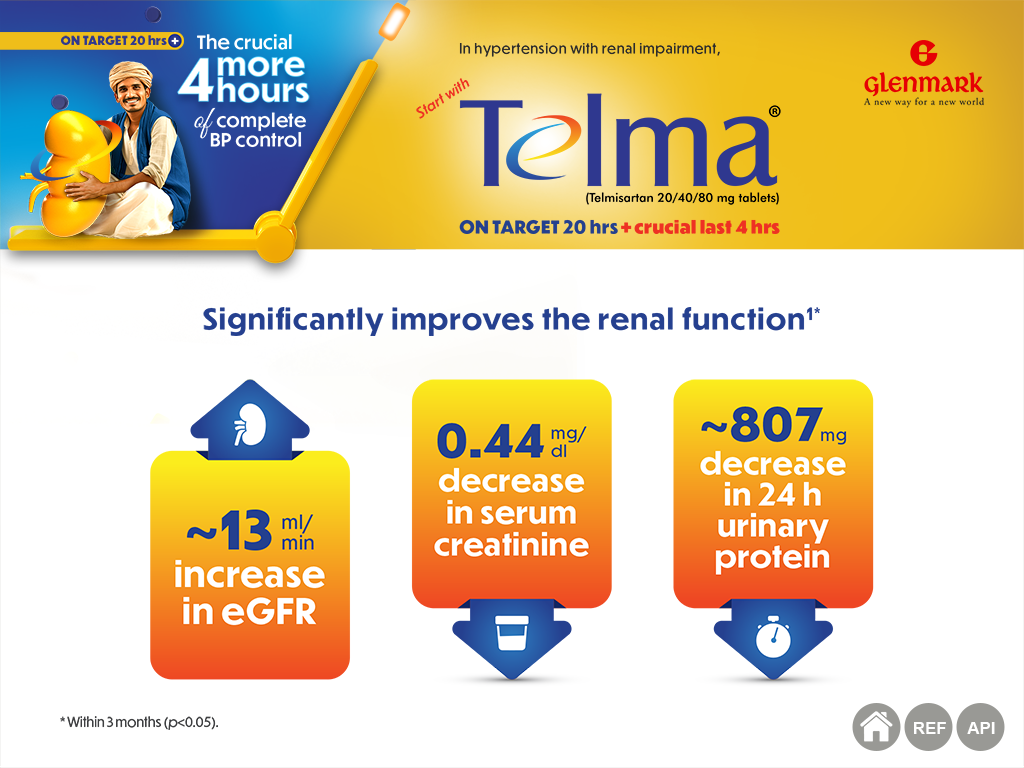 ON TARGET 20 hrs +
The crucial
4 more
hours
of complete
BP control
In hypertension with renal impairment,
Start with
Telma®
(Telmisartan 20/40/80 mg tablets)
ON TARGET 20 hrs + crucial last 4 hrs
G
glenmark
A new way for a new world
Significantly improves the renal function¹*
~13 ml/
min
increase
in eGFR
0.44 mg/
dl
decrease
in serum
creatinine
~807 mg
decrease
in 24 h
urinary
protein
* Within 3 months (p<0.05).
REF
API